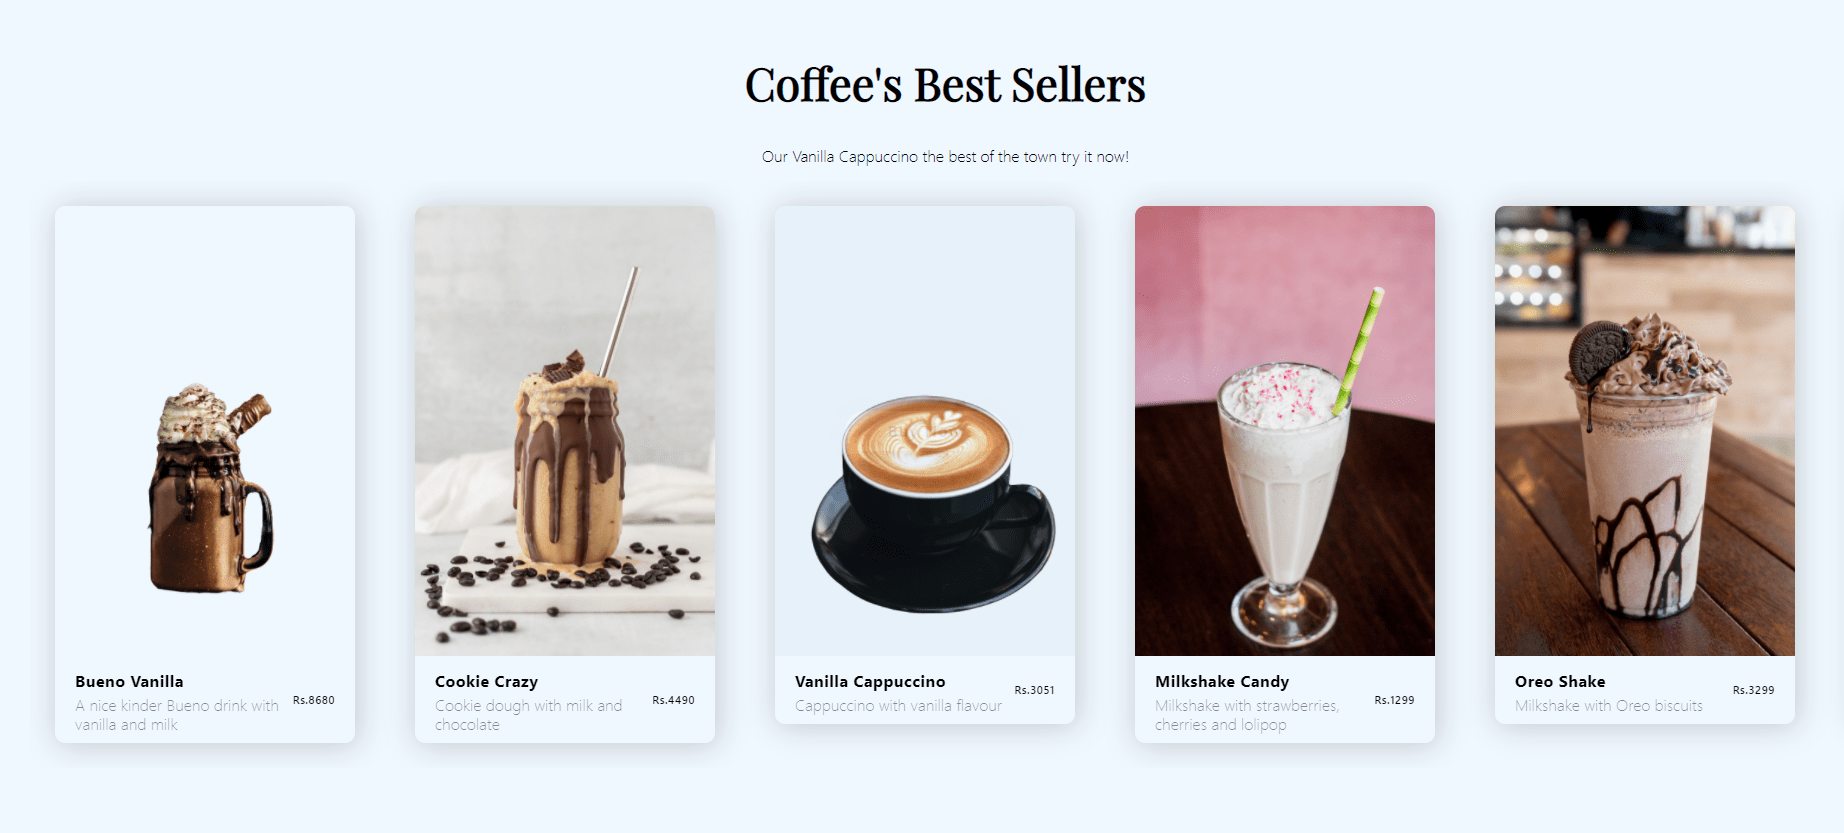 Coffee's Best Sellers
Our Vanilla Cappuccino the best of the town try it now!
Bueno Vanilla
A nice kinder Bueno drink with
vanilla and milk
Rs.8680
Cookie Crazy
Cookie dough with milk and
chocolate
Rs.4490
Vanilla Cappuccino
Cappuccino with vanilla flavour
Rs.3051
Milkshake Candy
Milkshake with strawberries,
cherries and lolipop
Rs.1299
Oreo Shake
Milkshake with Oreo biscuits
Rs.3299